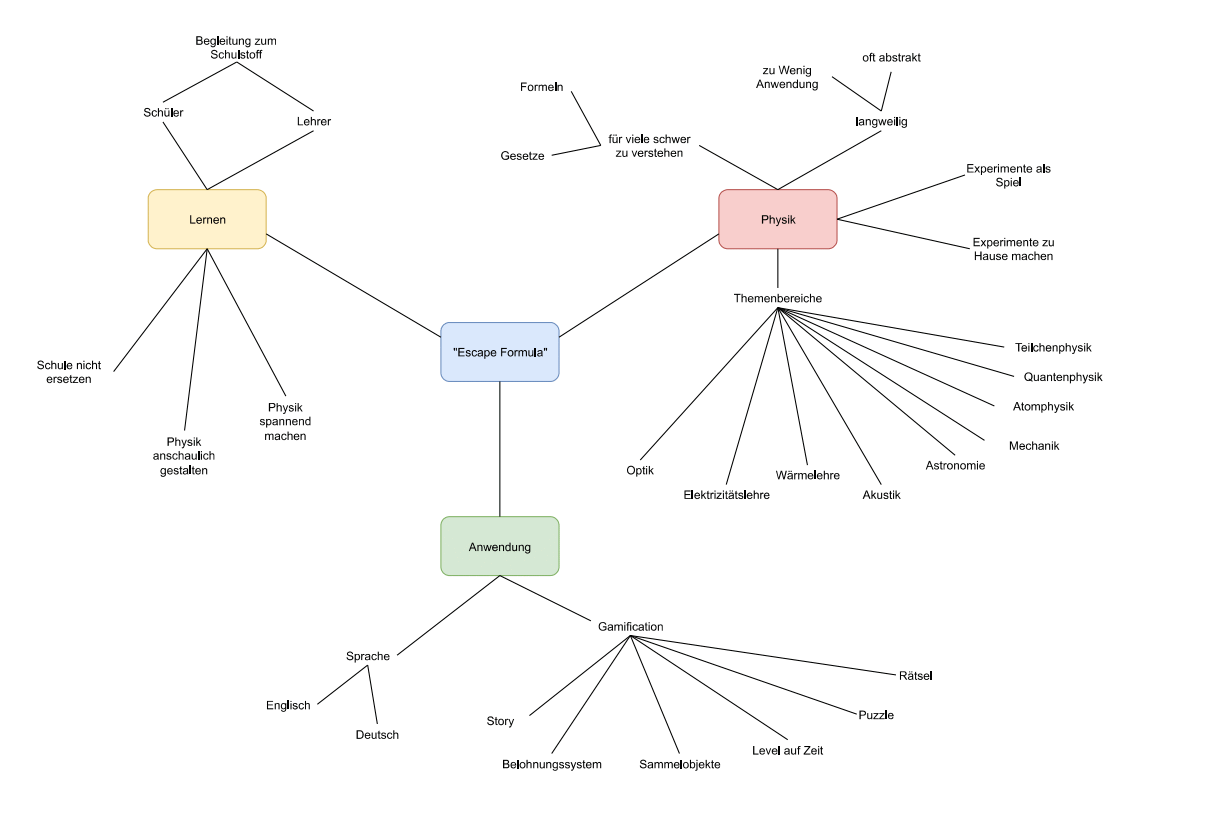 Begleitung zum
Schulstoff
Schüler
Lehrer
Lernen
Schule nicht
ersetzen
Physik
anschaulich
gestalten
Physik
spannend
machen
"Escape Formula"
Formeln
Gesetze
für viele schwer
zu verstehen
zu Wenig
Anwendung
oft abstrakt
langweilig
Physik
Experimente als
Spiel
Experimente zu
Hause machen
Themenbereiche
Teilchenphysik
Quantenphysik
Atomphysik
Mechanik
Astronomie
Akustik
Wärmelehre
Elektrizitätslehre
Optik
Anwendung
Sprache
Englisch
Deutsch
Gamification
Story
Belohnungssystem
Sammelobjekte
Level auf Zeit
Puzzle
Rätsel